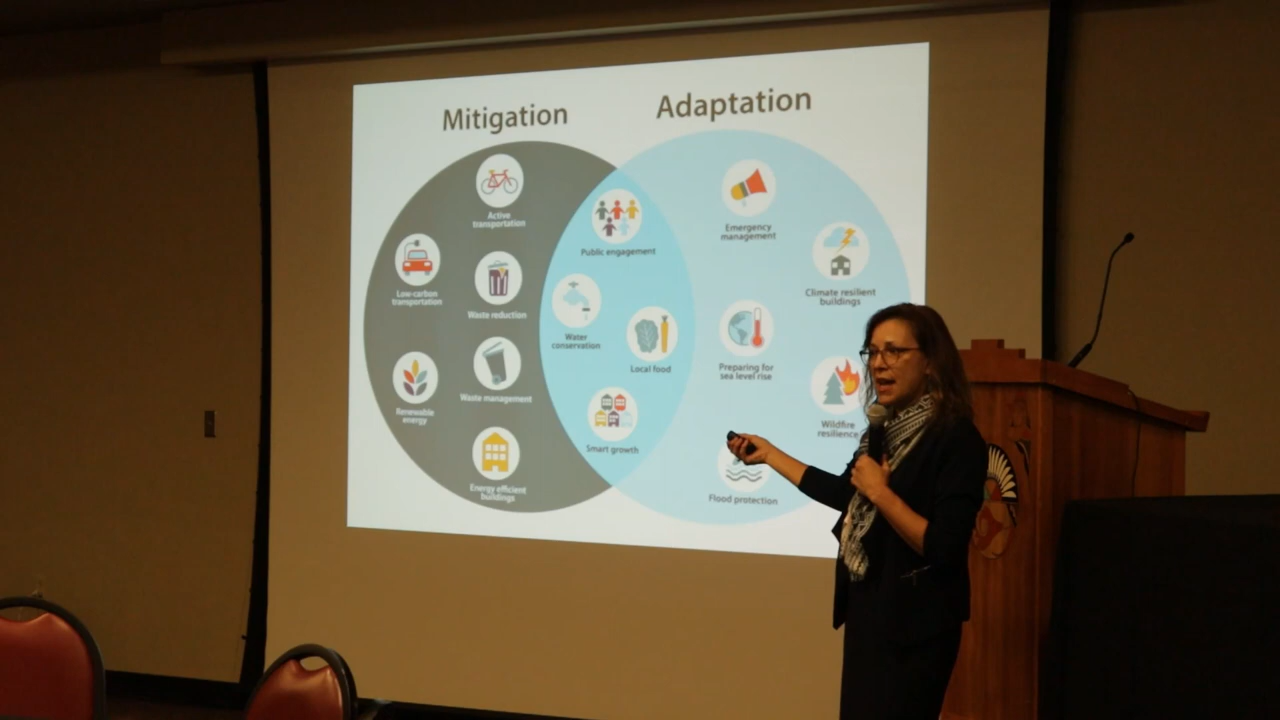 Mitigation
Adaptation
Active
transportation
Low-carbon
transportation
Waste reduction
Renewable
energy
Waste management
Energy efficient
buildings
Public engagement
Water
conservation
Local food
Smart growth
Emergency
management
Climate resilient
buildings
Preparing for
sea level rise
Wildfire
resilience
Flood protection